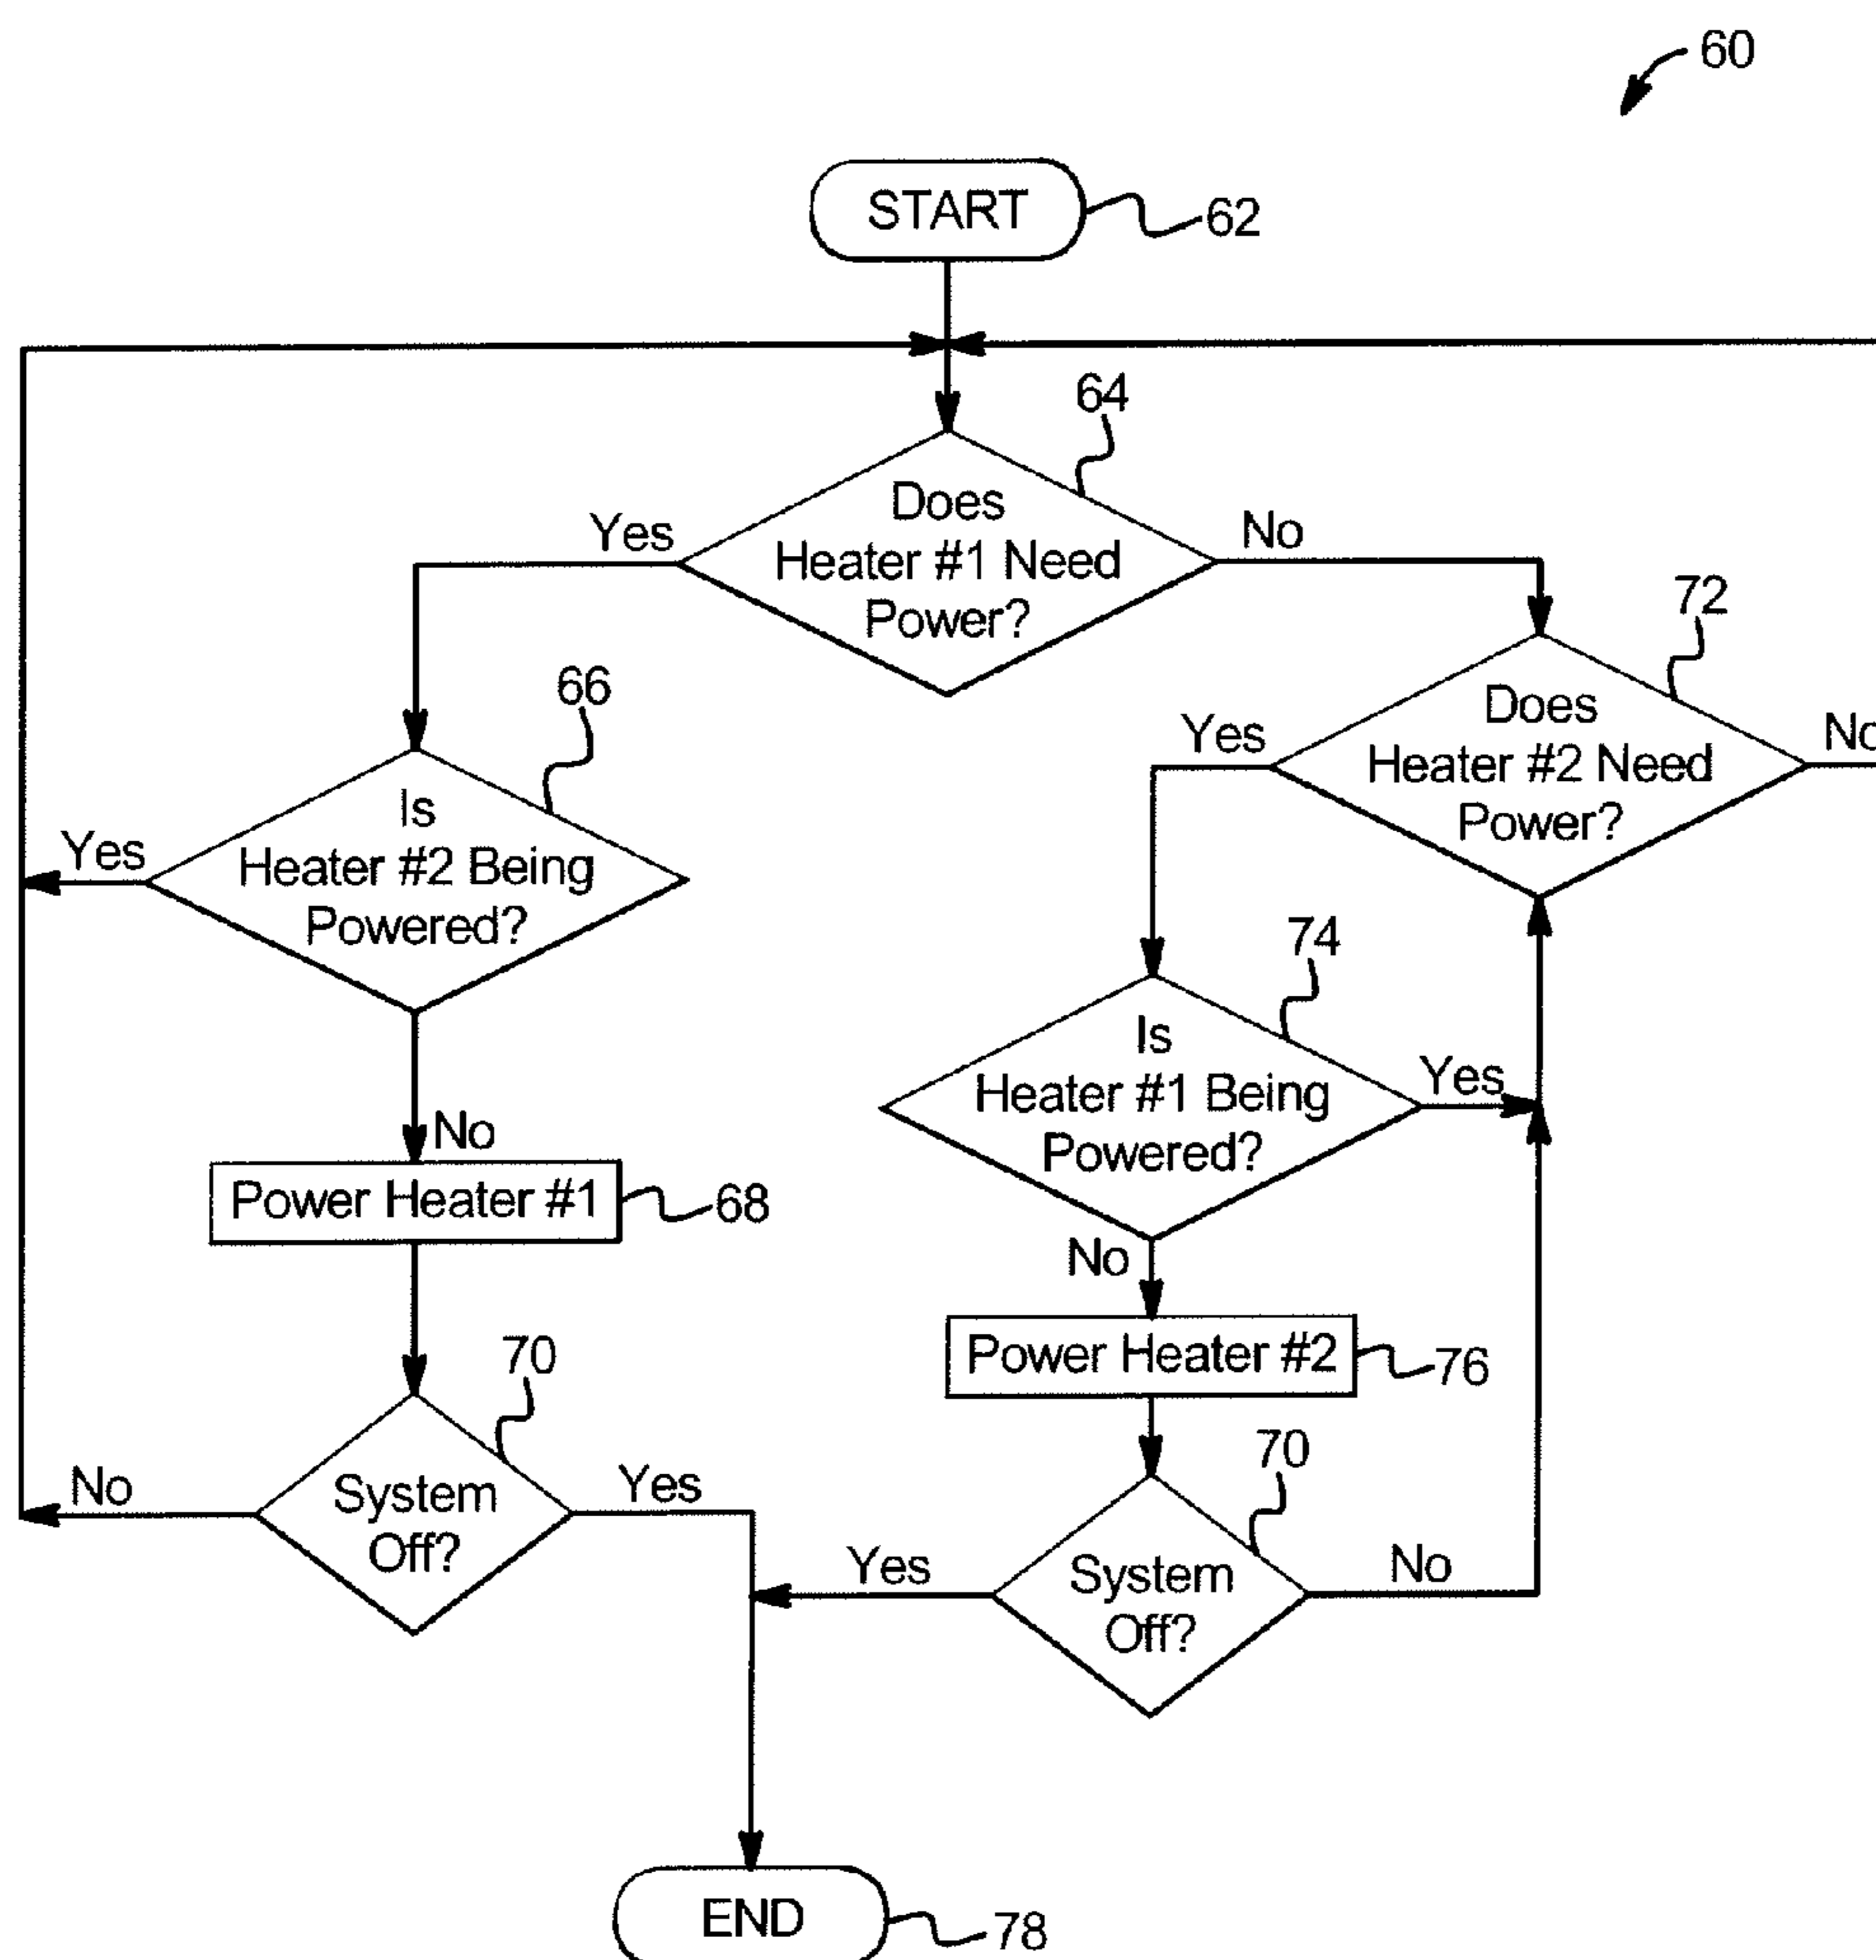 60
START
62
64
Does
Heater #1 Need
Power?
Yes
No
72
Does
Heater #2 Need
Power?
Yes
No
66
Is
Heater #2 Being
Powered?
Yes
No
74
Is
Heater #1 Being
Powered?
Yes
No
Power Heater #1
68
Power Heater #2
76
70
System
Off?
No
Yes
70
System
Off?
Yes
No
END
78